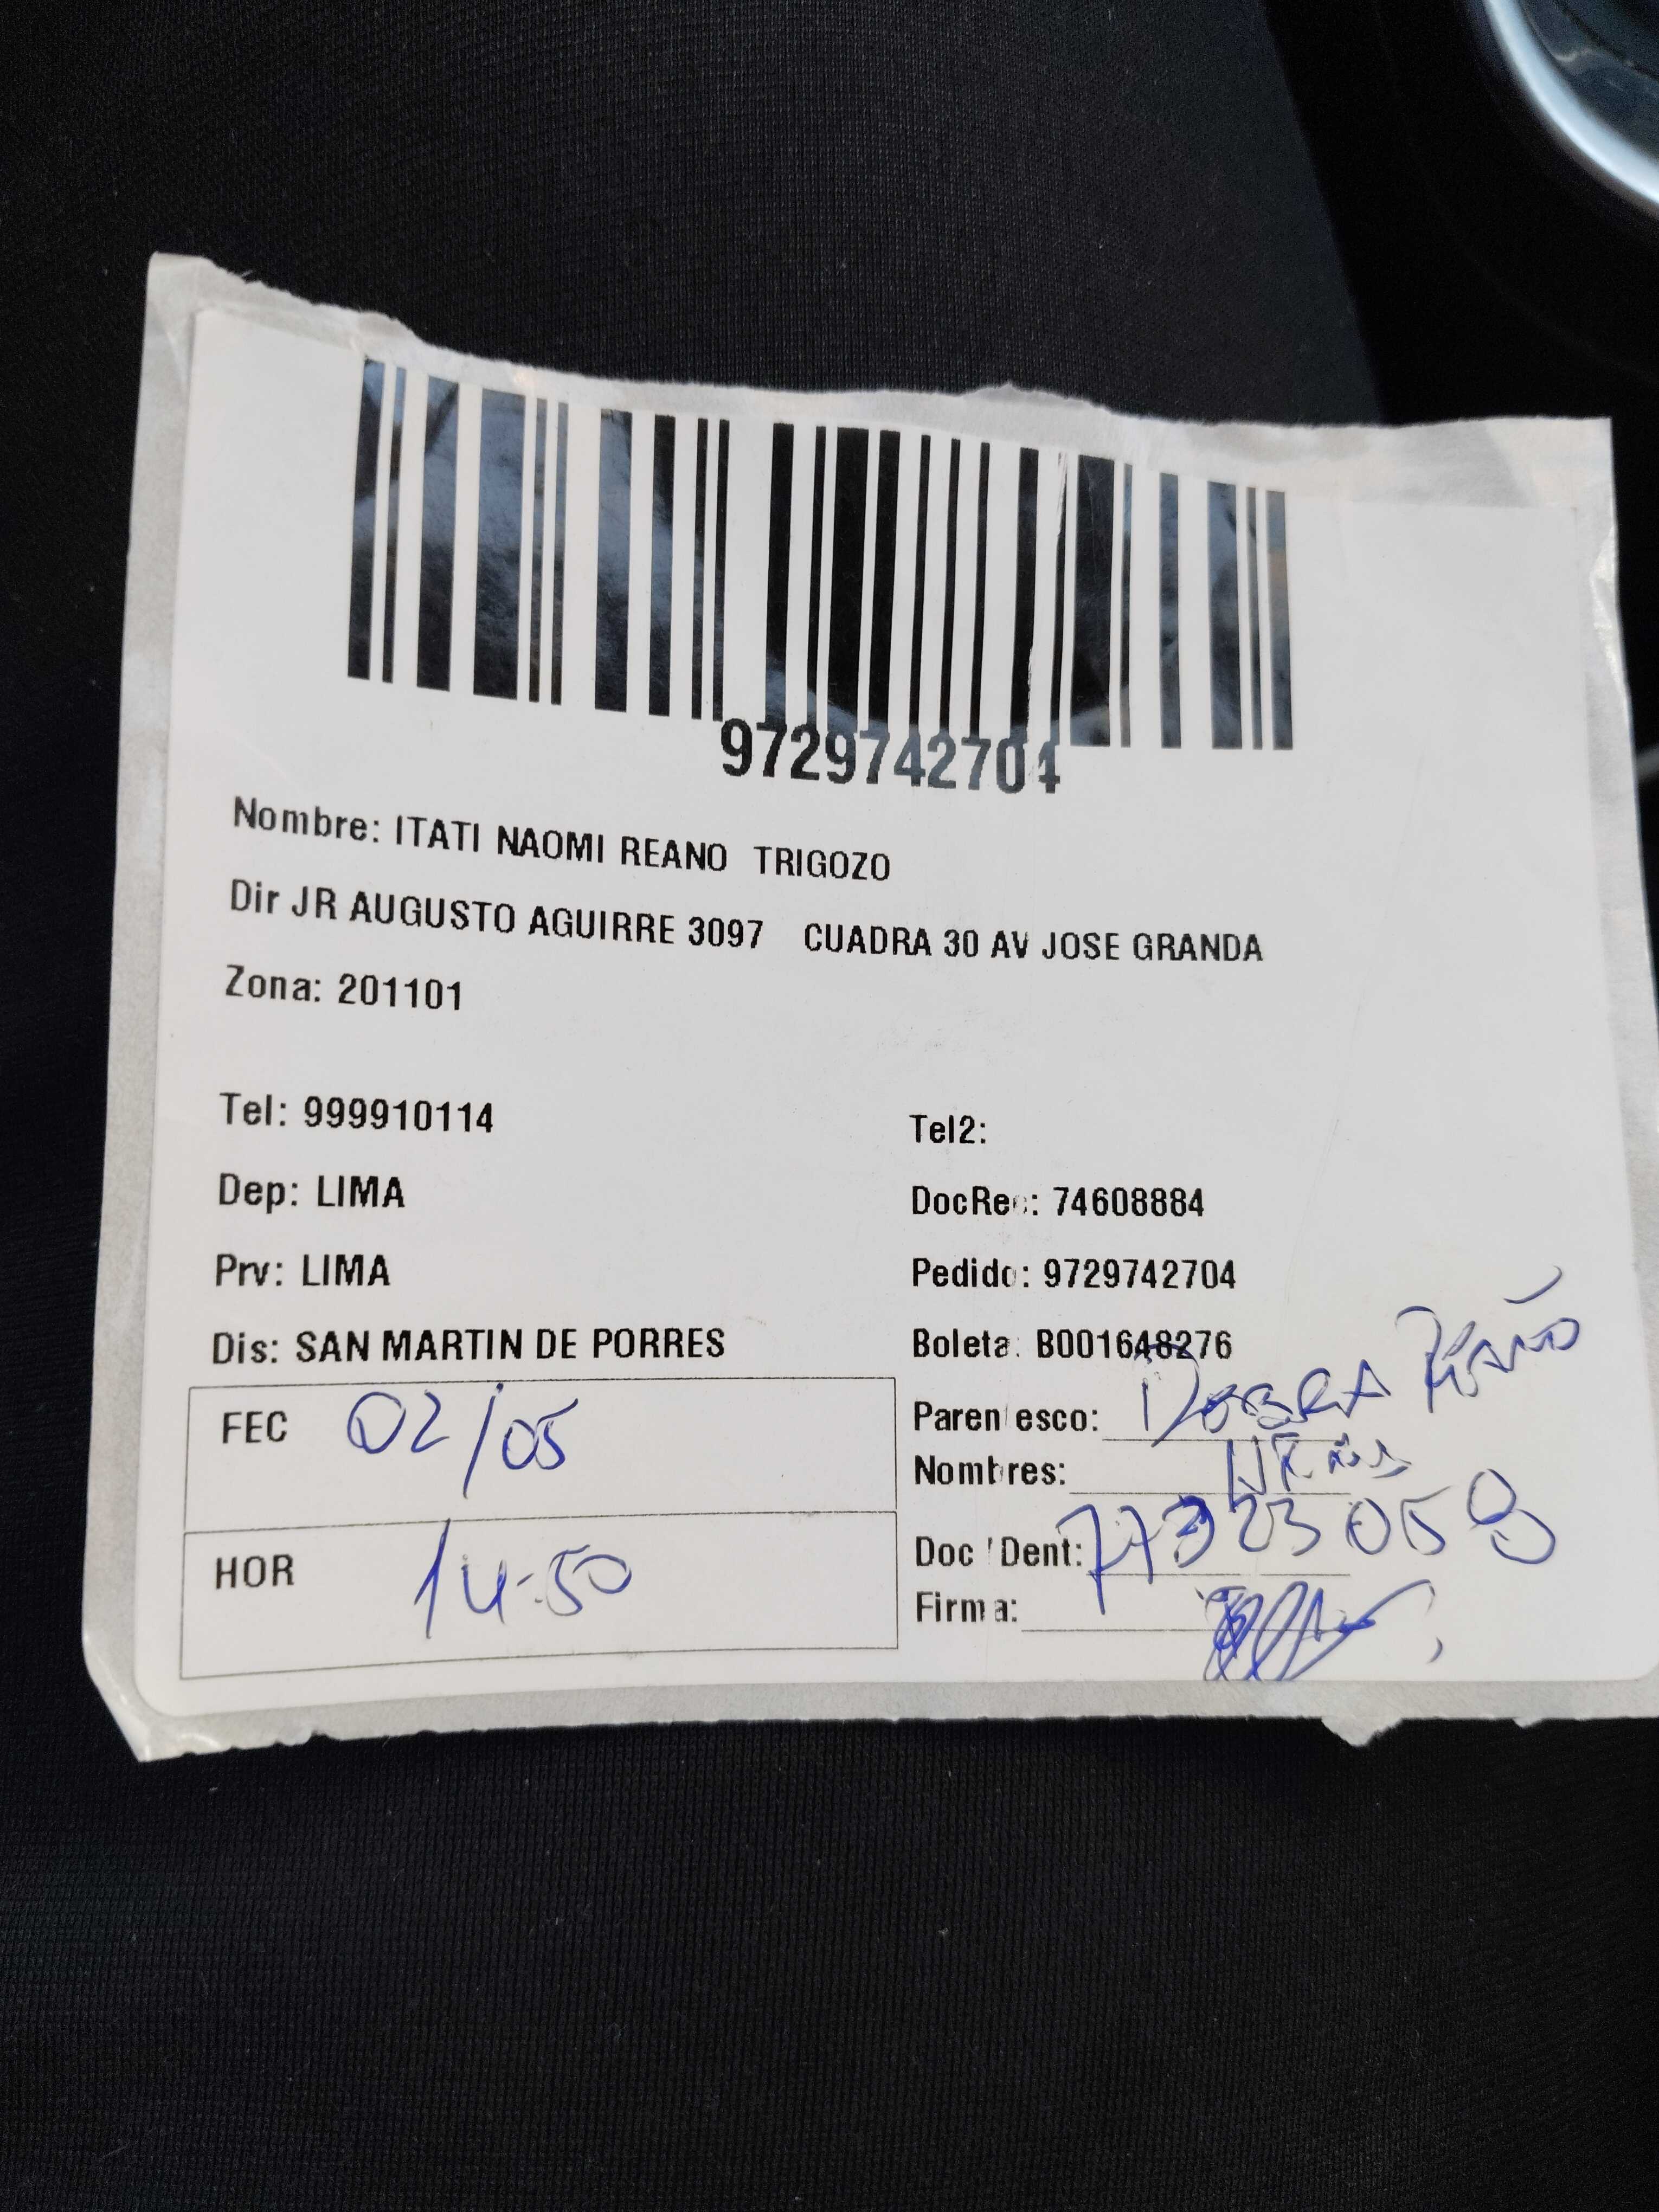 9729742704
Nombre: ITATI NAOMI REANO TRIGOZO
Dir JR AUGUSTO AGUIRRE 3097 CUADRA 30 AV JOSE GRANDA
Zona: 201101
Tel: 999910114 Tel2:
Dep: LIMA DocRec: 74608884
Prv: LIMA Pedido: 9729742704
Dis: SAN MARTIN DE PORRES Boleta: B001648276
FEC 02/05 Parentesco: Reaño
Nombres:
HOR 14:50 Doc Ident: 77323058
Firma: